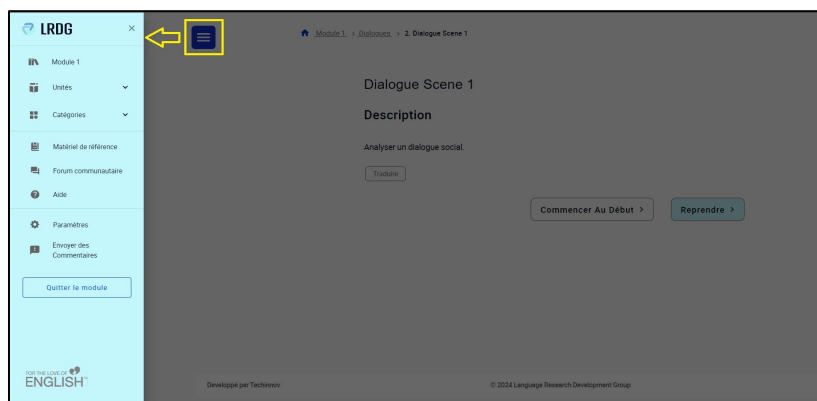 LRDG
Module 1
Unités
Catégories
Matériel de référence
Forum communautaire
Aide
Paramètres
Envoyer des
Commentaires
Quitter le module
FOR THE LOVE OF
ENGLISH™
Module 1 > Dialogues > 2. Dialogue Scene 1
Dialogue Scene 1
Description
Analyser un dialogue social.
Traduire
Commencer Au Début >
Reprendre >
Developpé par Techinnov
© 2024 Language Research Development Group